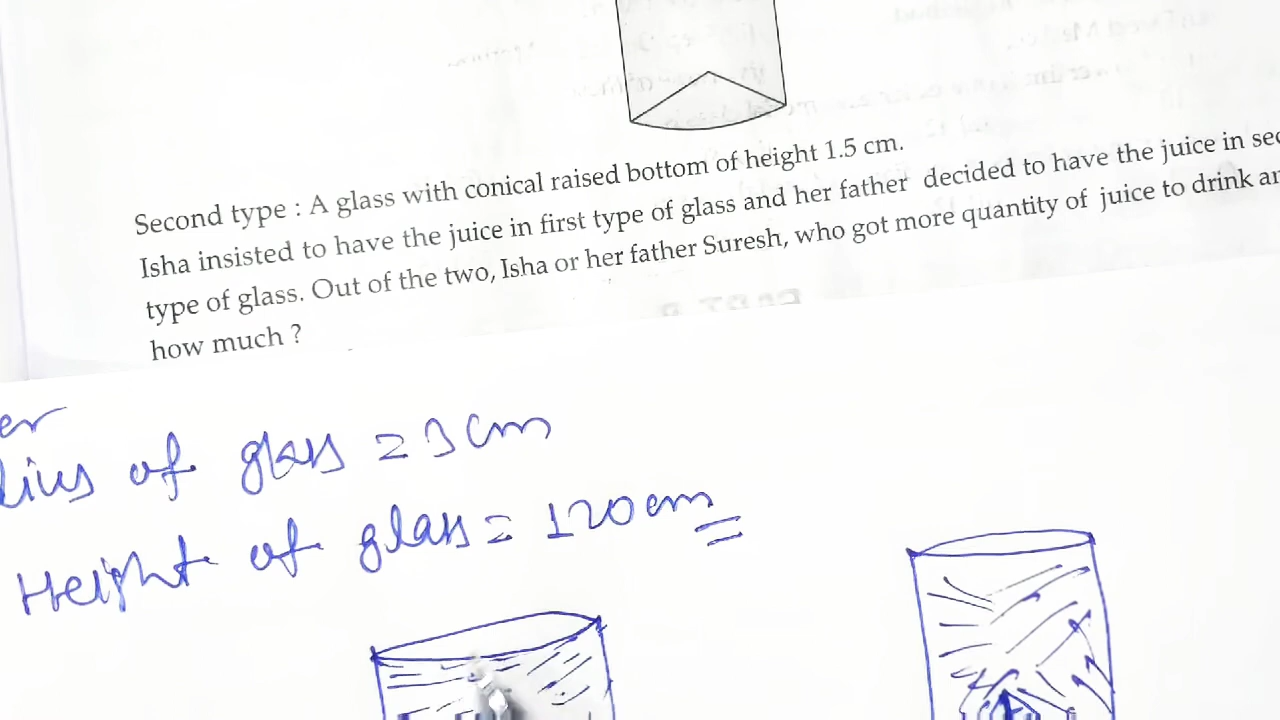 Second type : A glass with conical raised bottom of height 1.5 cm.
Isha insisted to have the juice in first type of glass and her father decided to have the juice in sec
type of glass. Out of the two, Isha or her father Suresh, who got more quantity of juice to drink an
how much ?
er
dius of glass = 3 cm
Height of glass = 120 cm